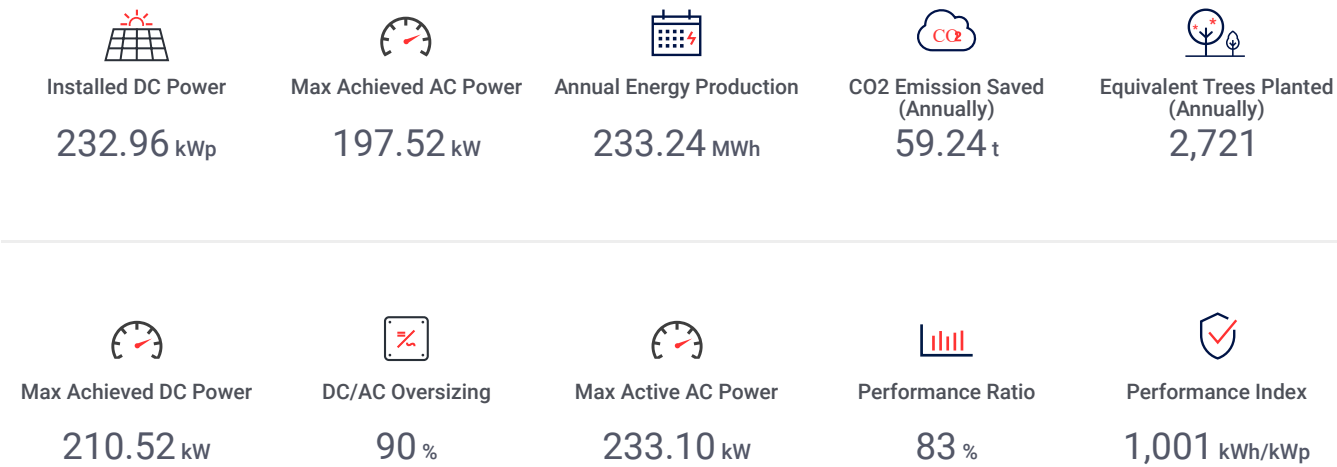 CO2
Installed DC Power
Max Achieved AC Power
Annual Energy Production
CO2 Emission Saved
(Annually)
Equivalent Trees Planted
(Annually)
232.96 kWp
197.52 kW
233.24 MWh
59.24 t
2,721
Max Achieved DC Power
DC/AC Oversizing
Max Active AC Power
Performance Ratio
Performance Index
210.52 kW
90 %
233.10 kW
83 %
1,001 kWh/kWp